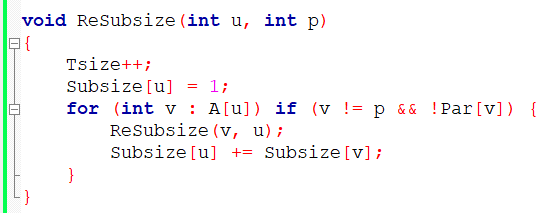 void ReSubsize(int u, int p)
{
    Tsize++;
    Subsize[u] = 1;
    for (int v : A[u]) if (v != p && !Par[v]) {
        ReSubsize(v, u);
        Subsize[u] += Subsize[v];
    }
}